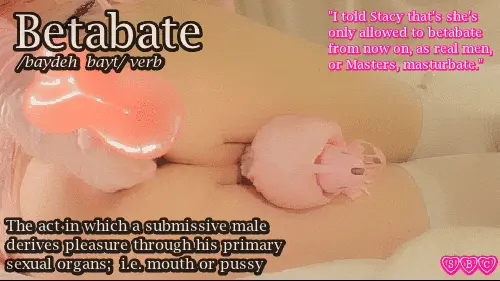 Betabate
/baydeh bayt/ verb
"I told Stacy that's she's
only allowed to betabate
from now on, as real men,
or Masters, masturbate."
The act in which a submissive male
derives pleasure through his primary
sexual organs; i.e. mouth or pussy
S B C